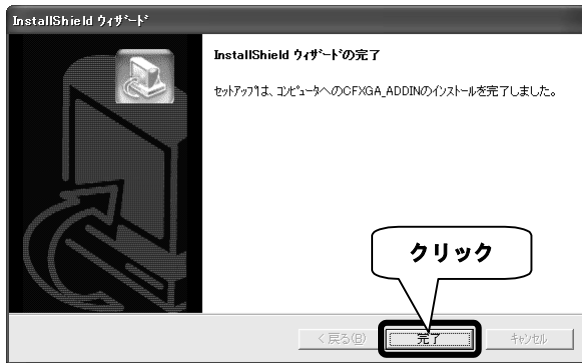 InstallShield ウィザード
InstallShield ウィザードの完了
セットアップは、コンピュータへのCFXGA_ADDINのインストールを完了しました。
クリック
< 戻る(B)
完了
キャンセル